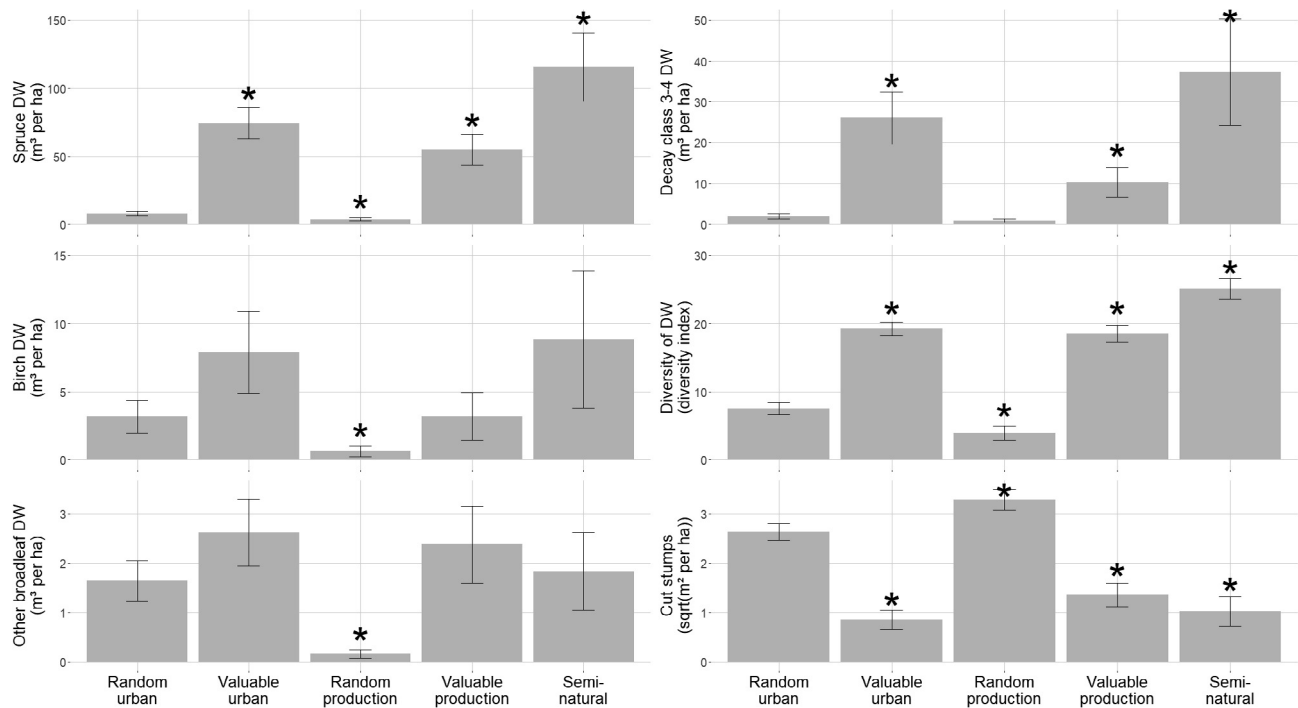 Spruce DW
(m³ per ha)
150
*
100
*
*
50
*
0
Decay class 3-4 DW
(m³ per ha)
50
*
40
*
30
20
*
10
0
Birch DW
(m³ per ha)
15
10
5
*
0
Diversity of DW
(diversity index)
30
*
*
*
20
10
*
0
Other broadleaf DW
(m³ per ha)
3
2
1
*
0
Cut stumps
(sqrt(m² per ha))
*
3
2
*
*
*
1
0
Random
urban
Valuable
urban
Random
production
Valuable
production
Semi-
natural
Random
urban
Valuable
urban
Random
production
Valuable
production
Semi-
natural